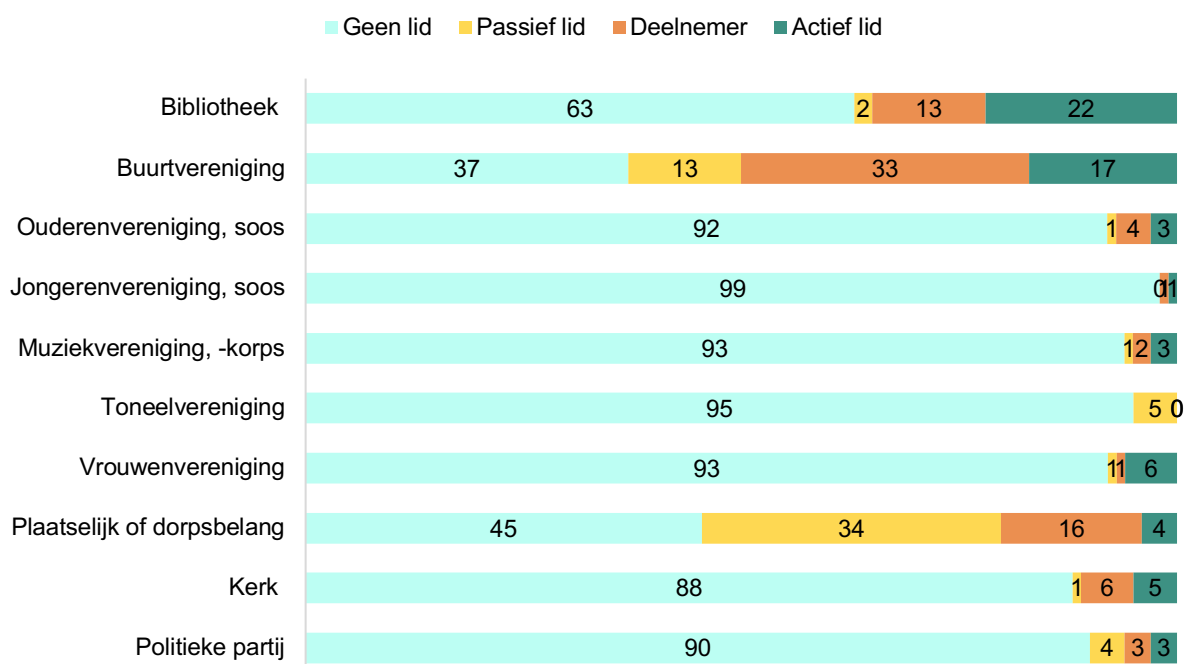 Geen lid Passief lid Deelnemer Actief lid
Bibliotheek 63 2 13 22
Buurtvereniging 37 13 33 17
Ouderenvereniging, soos 92 1 4 3
Jongerenvereniging, soos 99 0 1 1
Muziekvereniging, -korps 93 1 2 3
Toneelvereniging 95 5 0
Vrouwenvereniging 93 1 1 6
Plaatselijk of dorpsbelang 45 34 16 4
Kerk 88 1 6 5
Politieke partij 90 4 3 3